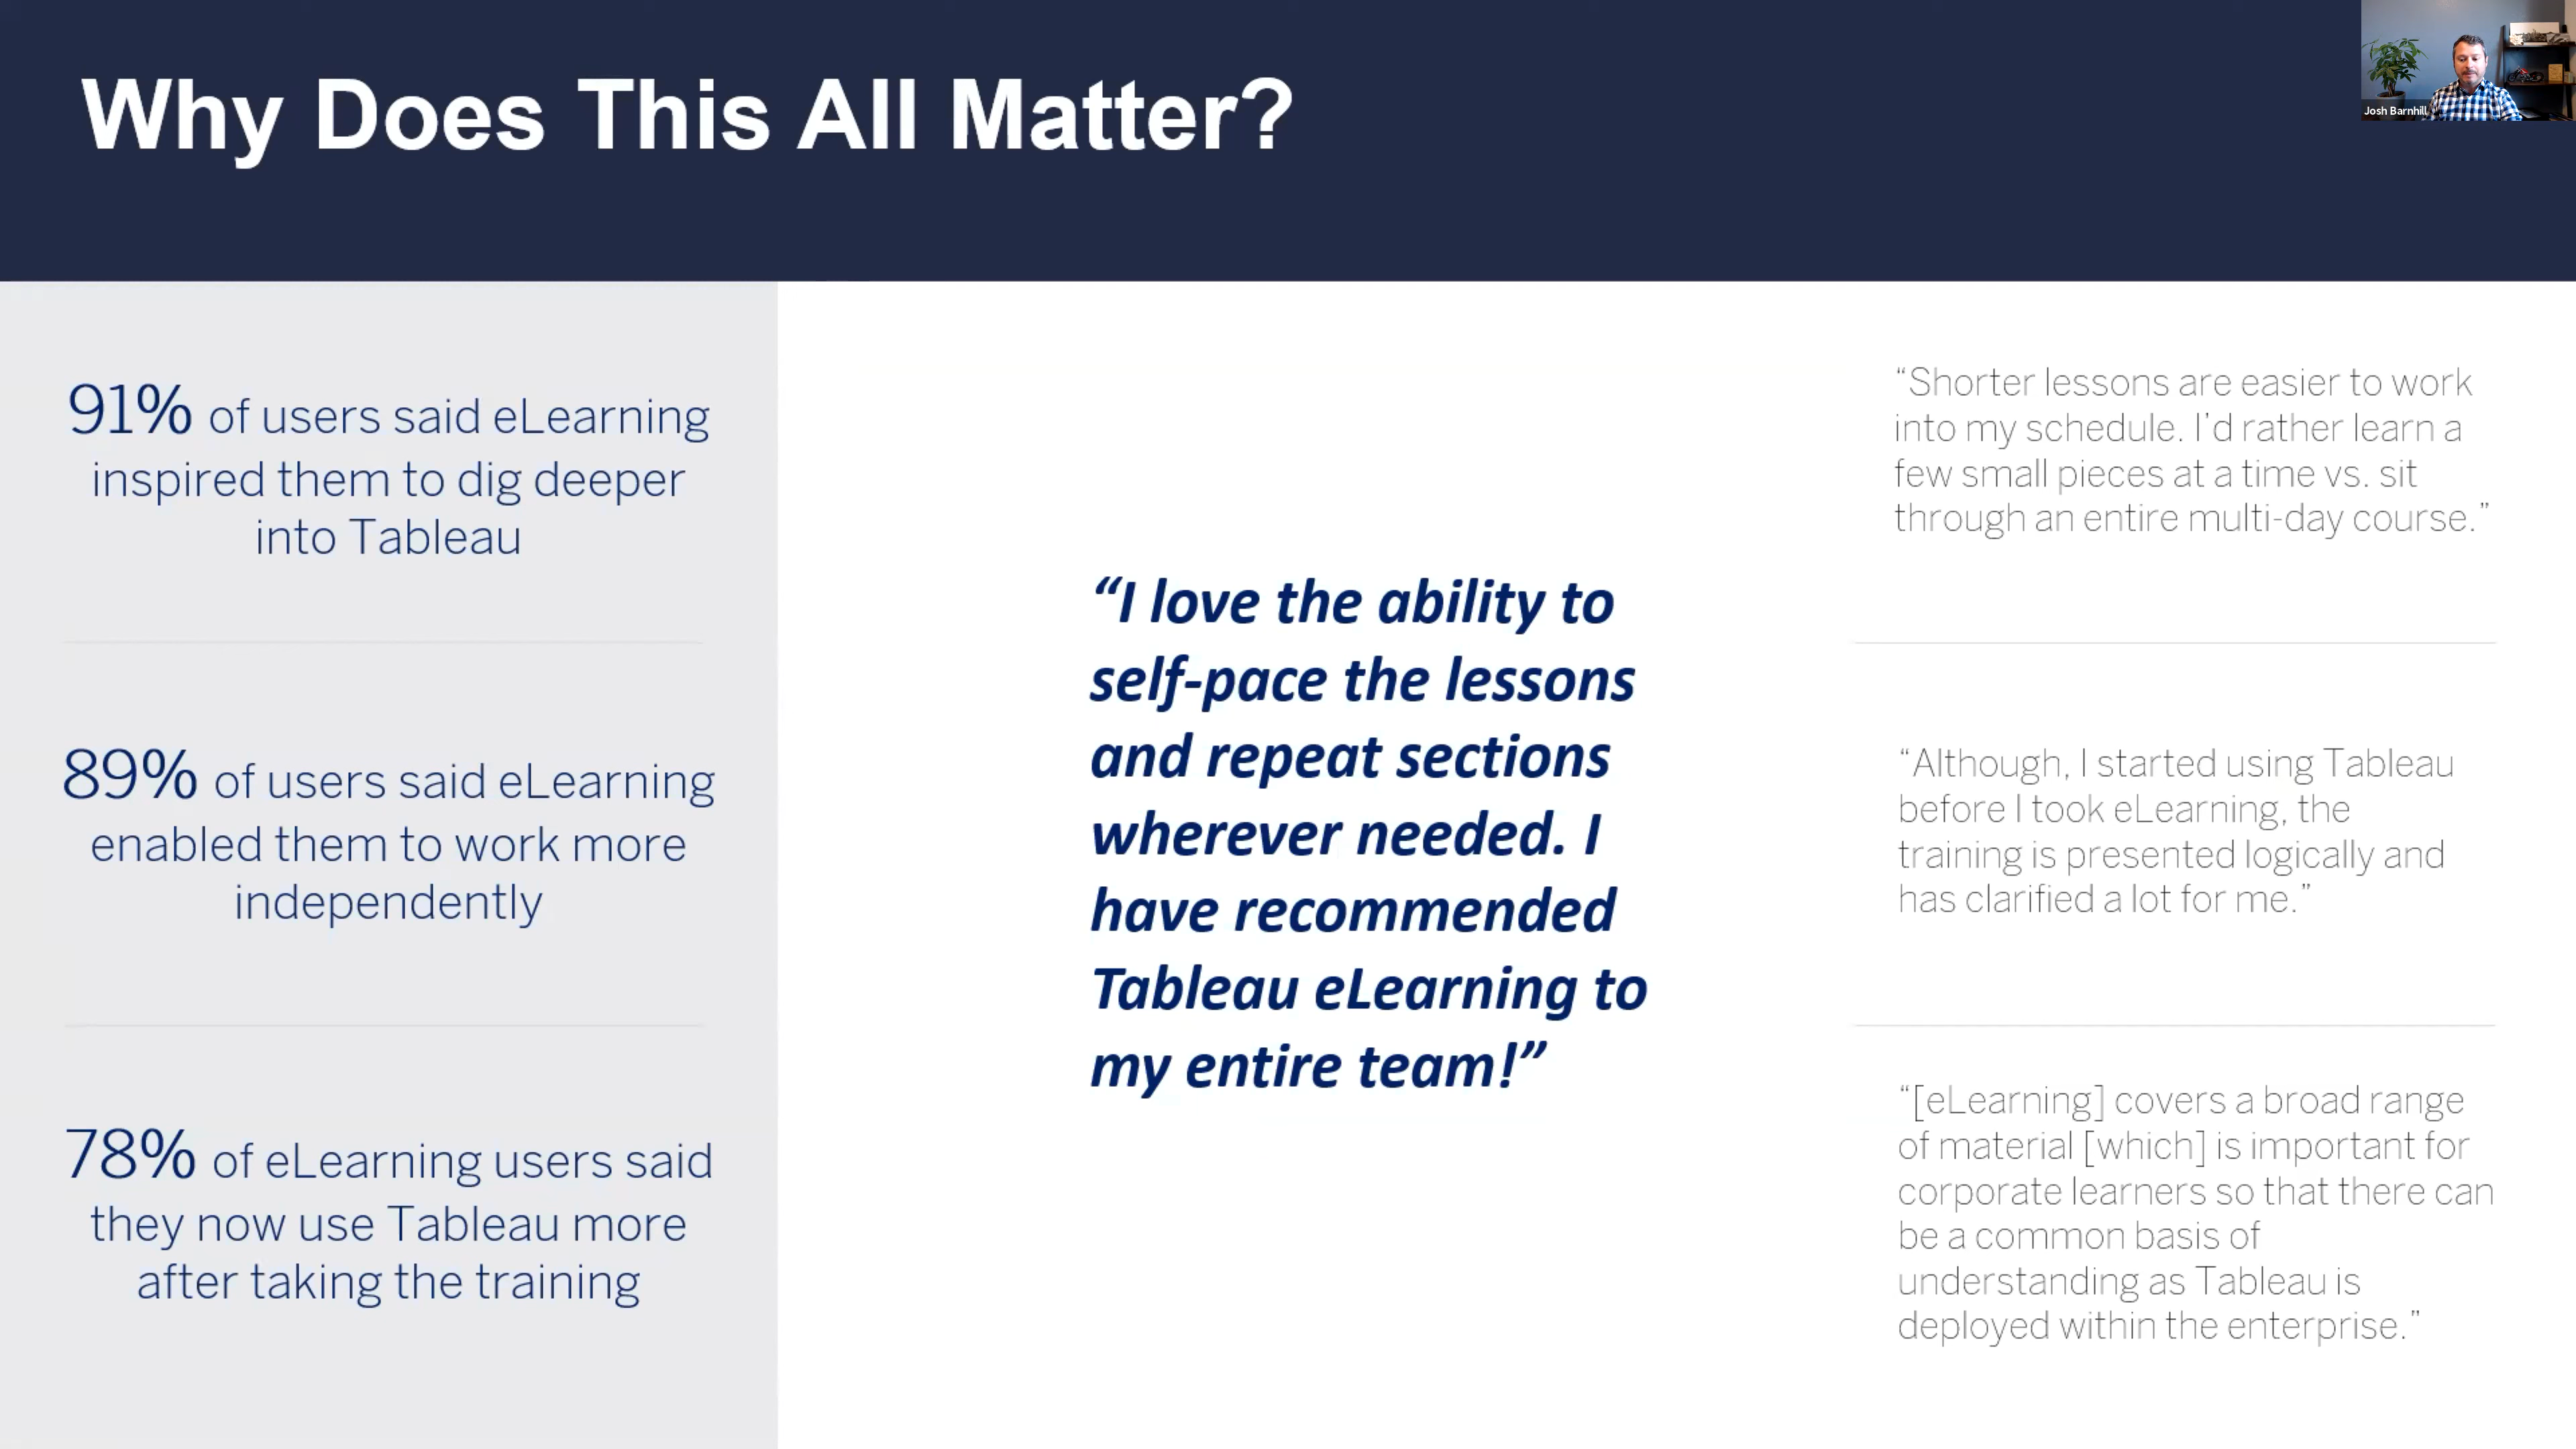 Why Does This All Matter?
Josh Barnhill
91% of users said eLearning
inspired them to dig deeper
into Tableau
89% of users said eLearning
enabled them to work more
independently
78% of eLearning users said
they now use Tableau more
after taking the training
“I love the ability to
self-pace the lessons
and repeat sections
wherever needed. I
have recommended
Tableau eLearning to
my entire team!”
“Shorter lessons are easier to work
into my schedule. I’d rather learn a
few small pieces at a time vs. sit
through an entire multi-day course.”
“Although, I started using Tableau
before I took eLearning, the
training is presented logically and
has clarified a lot for me.”
“[eLearning] covers a broad range
of material [which] is important for
corporate learners so that there can
be a common basis of
understanding as Tableau is
deployed within the enterprise.”